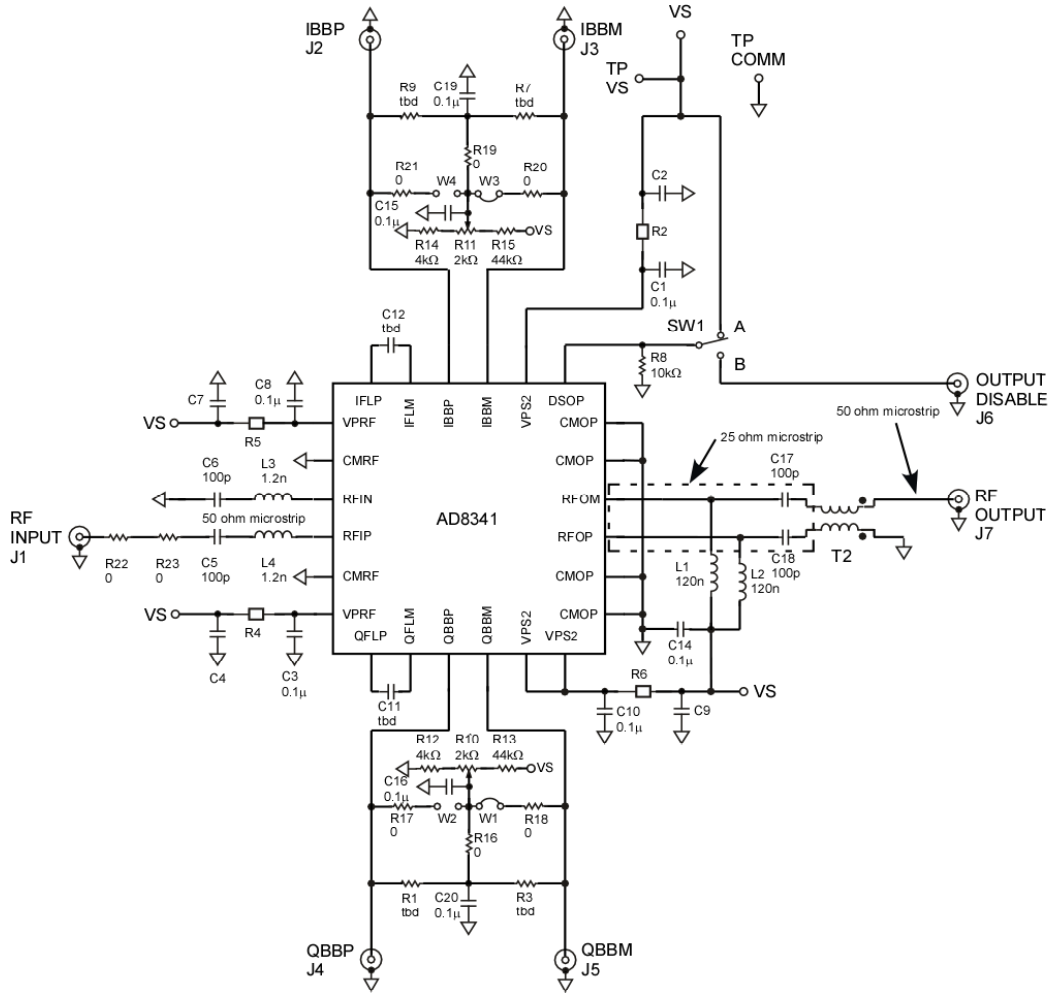 VS
IBBP
J2
IBBM
J3
TP
COMM
TP
VS
R9
tbd
C19
0.1µ
R7
tbd
R19
0
R21
0
W4
W3
R20
0
C15
0.1µ
VS
R14
4kΩ
R11
2kΩ
R15
44kΩ
C2
R2
C1
0.1µ
C12
tbd
SW1
A
B
R8
10kΩ
OUTPUT
DISABLE
J6
C7
C8
0.1µ
VS
R5
IFLP
IFLM
IBBP
IBBM
VPS2
DSOP
VPRF
CMOP
50 ohm microstrip
25 ohm microstrip
C6
100p
L3
1.2n
CMRF
CMOP
C17
100p
RFIN
RFOM
RF
OUTPUT
J7
RF
INPUT
J1
50 ohm microstrip
AD8341
RFIP
RFOP
R22
0
R23
0
C5
100p
L4
1.2n
CMRF
CMOP
L1
120n
L2
120n
C18
100p
T2
VS
R4
VPRF
CMOP
C4
C3
0.1µ
QFLP
QFLM
QBBP
QBBM
VPS2
VPS2
C14
0.1µ
C11
tbd
R6
VS
C10
0.1µ
C9
R12
4kΩ
R10
2kΩ
R13
44kΩ
VS
C16
0.1µ
R17
0
W2
W1
R18
0
R16
0
R1
tbd
C20
0.1µ
R3
tbd
QBBP
J4
QBBM
J5